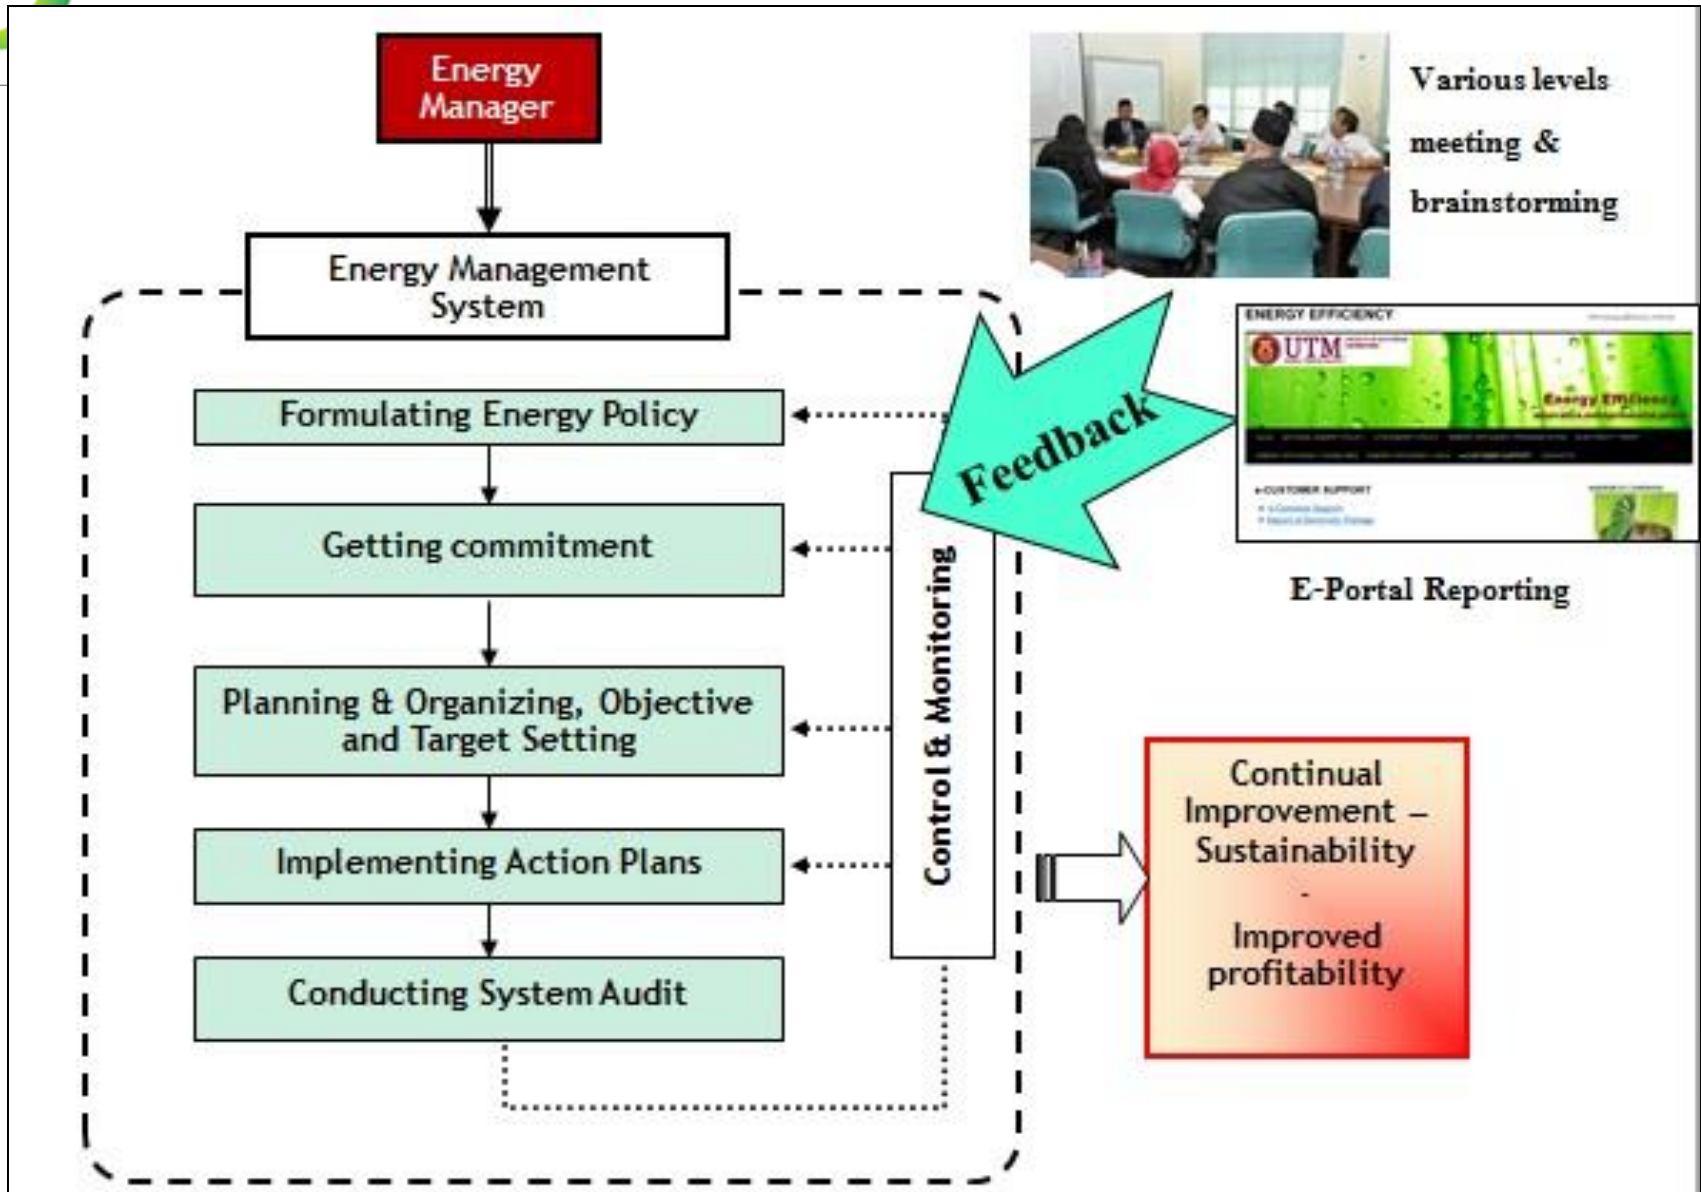 Energy
Manager
Energy Management
System
Formulating Energy Policy
Getting commitment
Planning & Organizing, Objective
and Target Setting
Implementing Action Plans
Conducting System Audit
Control & Monitoring
Feedback
Various levels
meeting &
brainstorming
ENERGY EFFICIENCY
UTM
Energy Efficiency
e-CUSTOMER SUPPORT
E-Portal Reporting
Continual
Improvement –
Sustainability
-
Improved
profitability